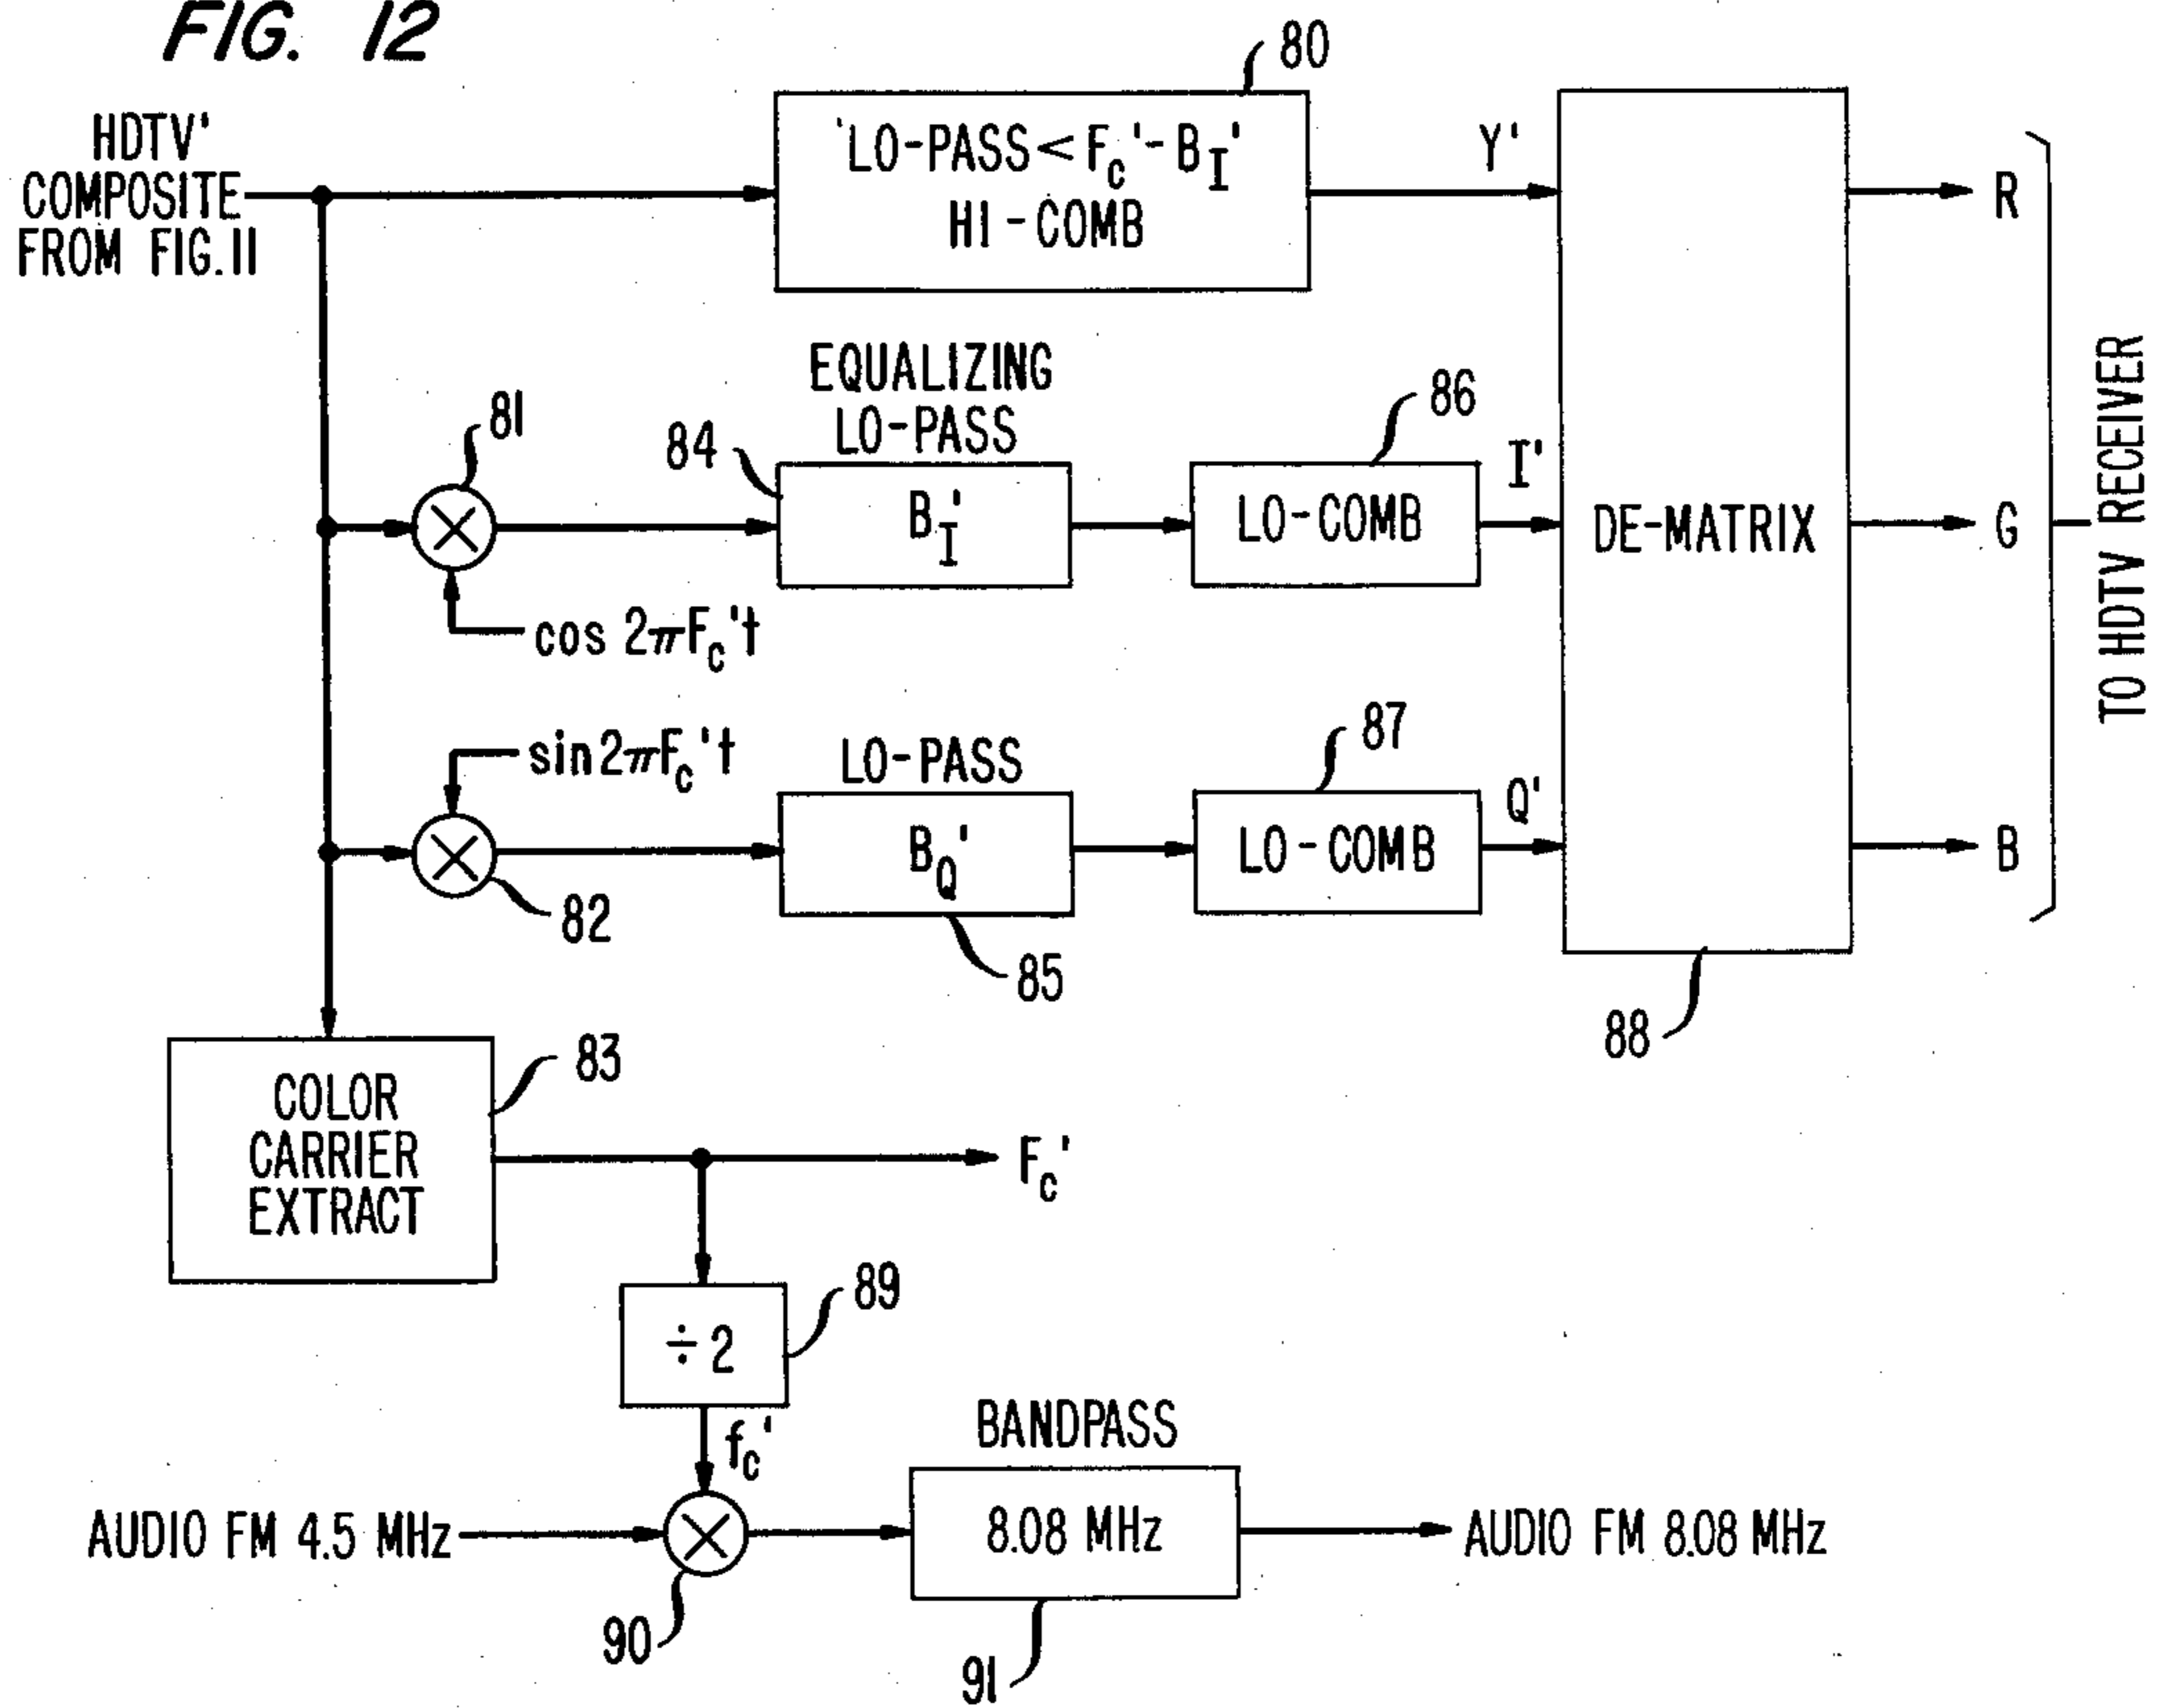 FIG. 12
HDTV'
COMPOSITE
FROM FIG. 11
80
'LO-PASS < Fc' - BI'
HI-COMB
Y'
R
EQUALIZING
LO-PASS
81
84
BI'
86
LO-COMB
I'
DE-MATRIX
G
TO HDTV RECEIVER
cos 2πFc't
sin 2πFc't
82
LO-PASS
BQ'
85
87
LO-COMB
Q'
B
88
COLOR
CARRIER
EXTRACT
83
Fc'
÷2
89
fc'
AUDIO FM 4.5 MHz
90
BANDPASS
8.08 MHz
91
AUDIO FM 8.08 MHz